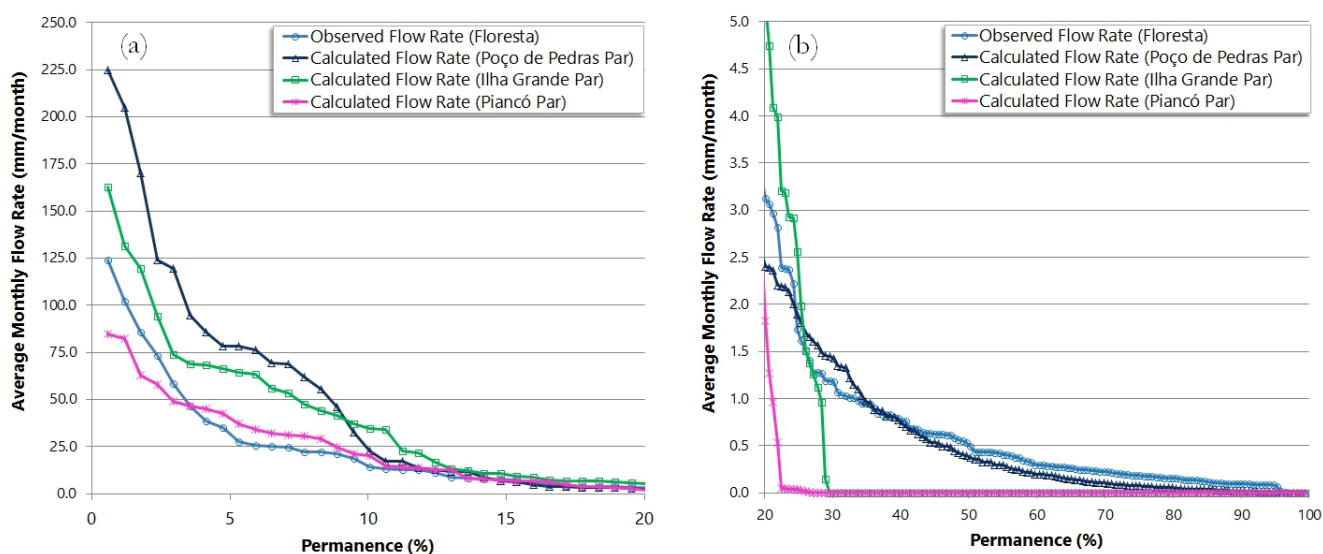 (a)
Average Monthly Flow Rate (mm/month)
250.0
225.0
200.0
175.0
150.0
125.0
100.0
75.0
50.0
25.0
0.0
Observed Flow Rate (Floresta)
Calculated Flow Rate (Poço de Pedras Par)
Calculated Flow Rate (Ilha Grande Par)
Calculated Flow Rate (Piancó Par)
0 5 10 15 20
Permanence (%)
(b)
Average Monthly Flow Rate (mm/month)
5.0
4.5
4.0
3.5
3.0
2.5
2.0
1.5
1.0
0.5
0.0
Observed Flow Rate (Floresta)
Calculated Flow Rate (Poço de Pedras Par)
Calculated Flow Rate (Ilha Grande Par)
Calculated Flow Rate (Piancó Par)
20 30 40 50 60 70 80 90 100
Permanence (%)